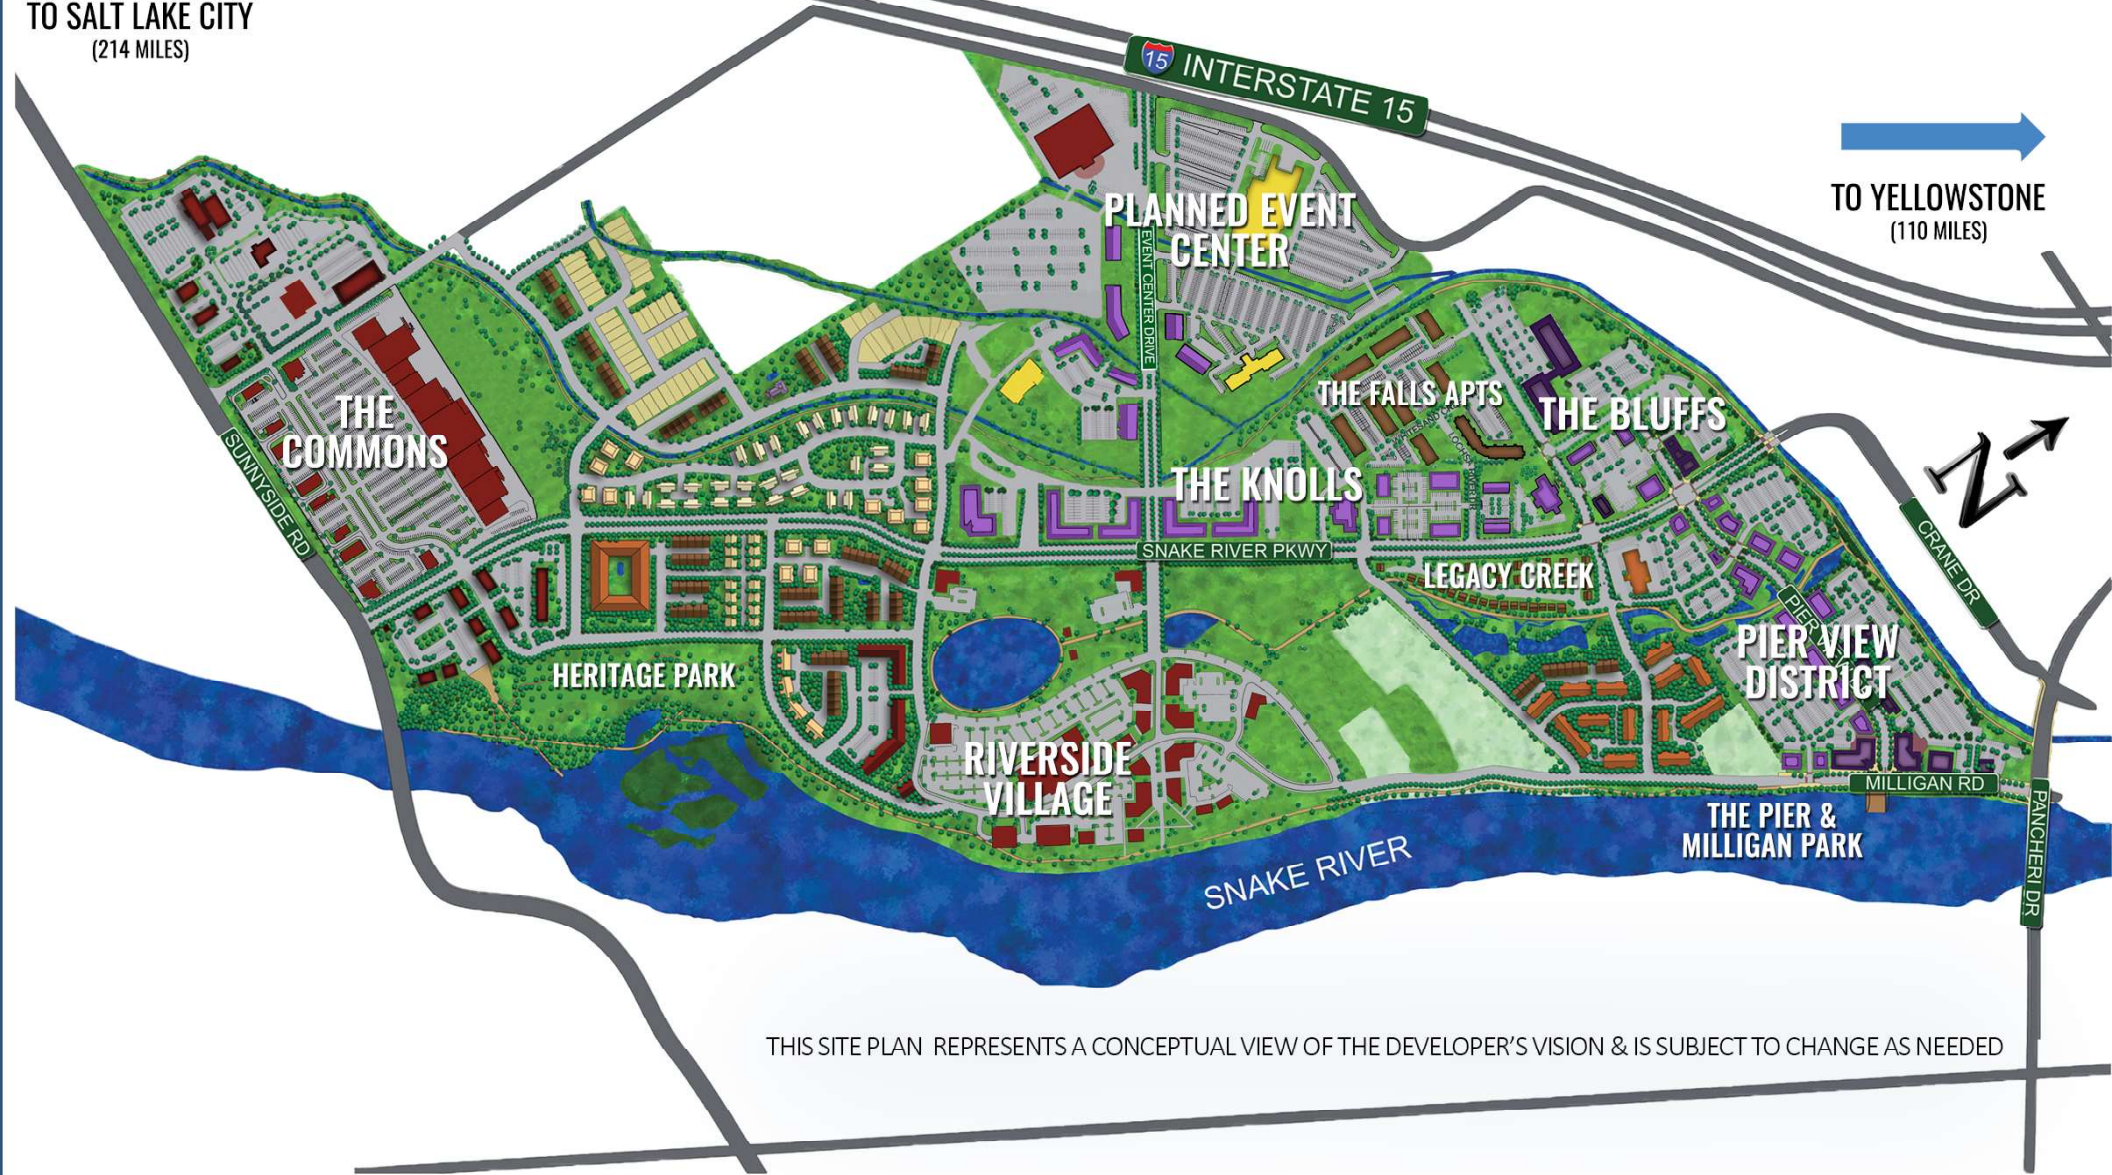 TO SALT LAKE CITY
(214 MILES)
15 INTERSTATE 15
TO YELLOWSTONE
(110 MILES)
PLANNED EVENT
CENTER
EVENT CENTER DRIVE
THE
COMMONS
SUNNYSIDE RD
THE FALLS APTS
THE BLUFFS
N
THE KNOLLS
SNAKE RIVER PKWY
LEGACY CREEK
CRANE DR
PIER
PIER VIEW
DISTRICT
HERITAGE PARK
RIVERSIDE
VILLAGE
MILLIGAN RD
THE PIER &
MILLIGAN PARK
PANCHERI DR
SNAKE RIVER
THIS SITE PLAN REPRESENTS A CONCEPTUAL VIEW OF THE DEVELOPER'S VISION & IS SUBJECT TO CHANGE AS NEEDED